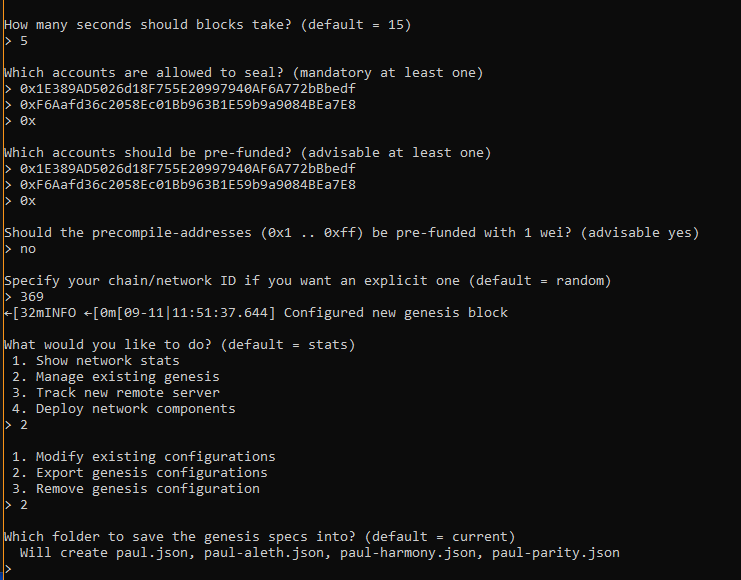 How many seconds should blocks take? (default = 15)
> 5
Which accounts are allowed to seal? (mandatory at least one)
> 0x1E389AD5026d18F755E20997940AF6A772bBbedf
> 0xF6Aafd36c2058Ec01Bb963B1E59b9a9084BEa7E8
> 0x
Which accounts should be pre-funded? (advisable at least one)
> 0x1E389AD5026d18F755E20997940AF6A772bBbedf
> 0xF6Aafd36c2058Ec01Bb963B1E59b9a9084BEa7E8
> 0x
Should the precompile-addresses (0x1 .. 0xff) be pre-funded with 1 wei? (advisable yes)
> no
Specify your chain/network ID if you want an explicit one (default = random)
> 369
←[32mINFO ←[0m[09-11|11:51:37.644] Configured new genesis block
What would you like to do? (default = stats)
1. Show network stats
2. Manage existing genesis
3. Track new remote server
4. Deploy network components
> 2
1. Modify existing configurations
2. Export genesis configurations
3. Remove genesis configuration
> 2
Which folder to save the genesis specs into? (default = current)
Will create paul.json, paul-aleth.json, paul-harmony.json, paul-parity.json
>